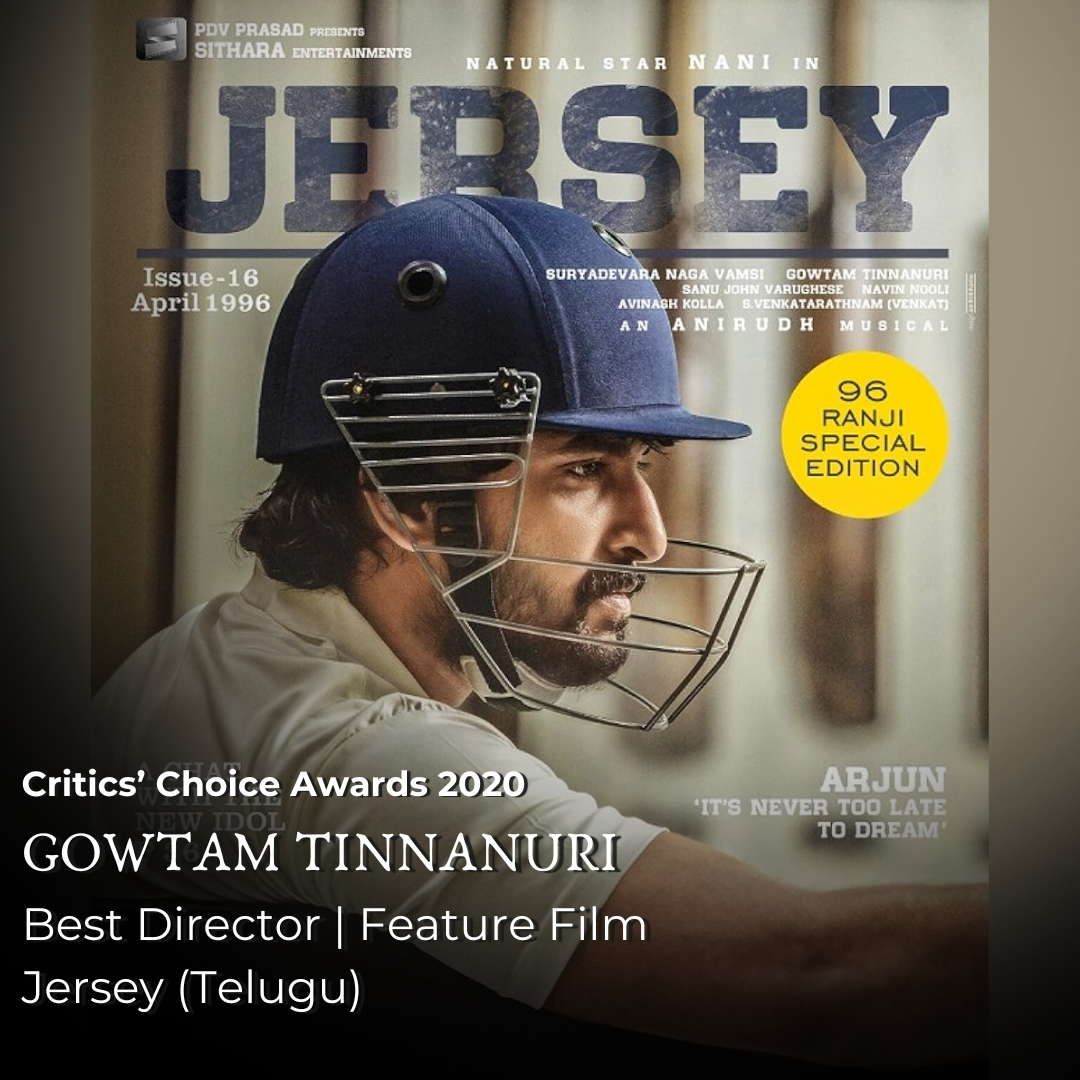 PDV PRASAD PRESENTS
SITHARA ENTERTAINMENTS
NATURAL STAR NANI IN
JERSEY
Issue-16
April 1996
SURYADEVARA NAGA VAMSI GOWTAM TINNANURI
SANU JOHN VARUGHESE NAVIN NOOLI
AVINASH KOLLA S.VENKATARATHNAM (VENKAT)
AN ANIRUDH MUSICAL
96
RANJI
SPECIAL
EDITION
A CHAT
WITH THE
NEW IDOL
ARJUN
‘IT'S NEVER TOO LATE
TO DREAM’
Critics’ Choice Awards 2020
GOWTAM TINNANURI
Best Director | Feature Film
Jersey (Telugu)